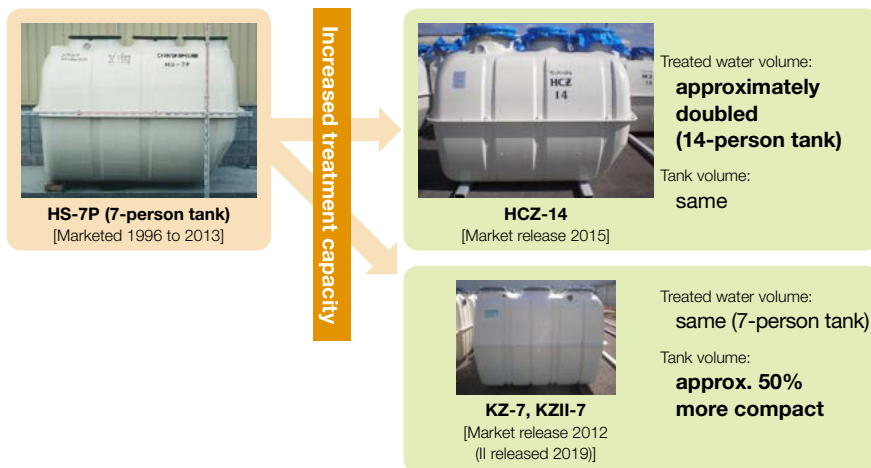 HS-7P
HS-7P (7-person tank)
[Marketed 1996 to 2013]
Increased treatment capacity
HCZ
14
HCZ-14
[Market release 2015]
Treated water volume:
approximately
doubled
(14-person tank)
Tank volume:
same
KZ-7, KZII-7
[Market release 2012
(II released 2019)]
Treated water volume:
same (7-person tank)
Tank volume:
approx. 50%
more compact